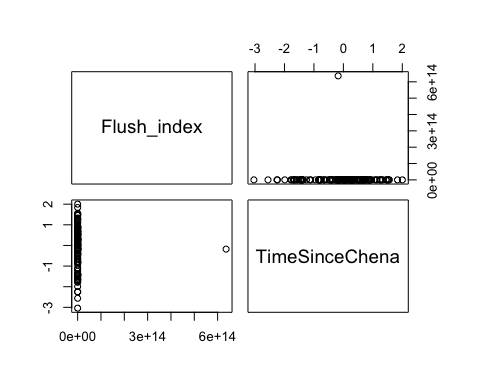 -3 -2 -1 0 1 2
Flush_index
0e+00 3e+14 6e+14
-3 -1 1 2
TimeSinceChena
0e+00 3e+14 6e+14